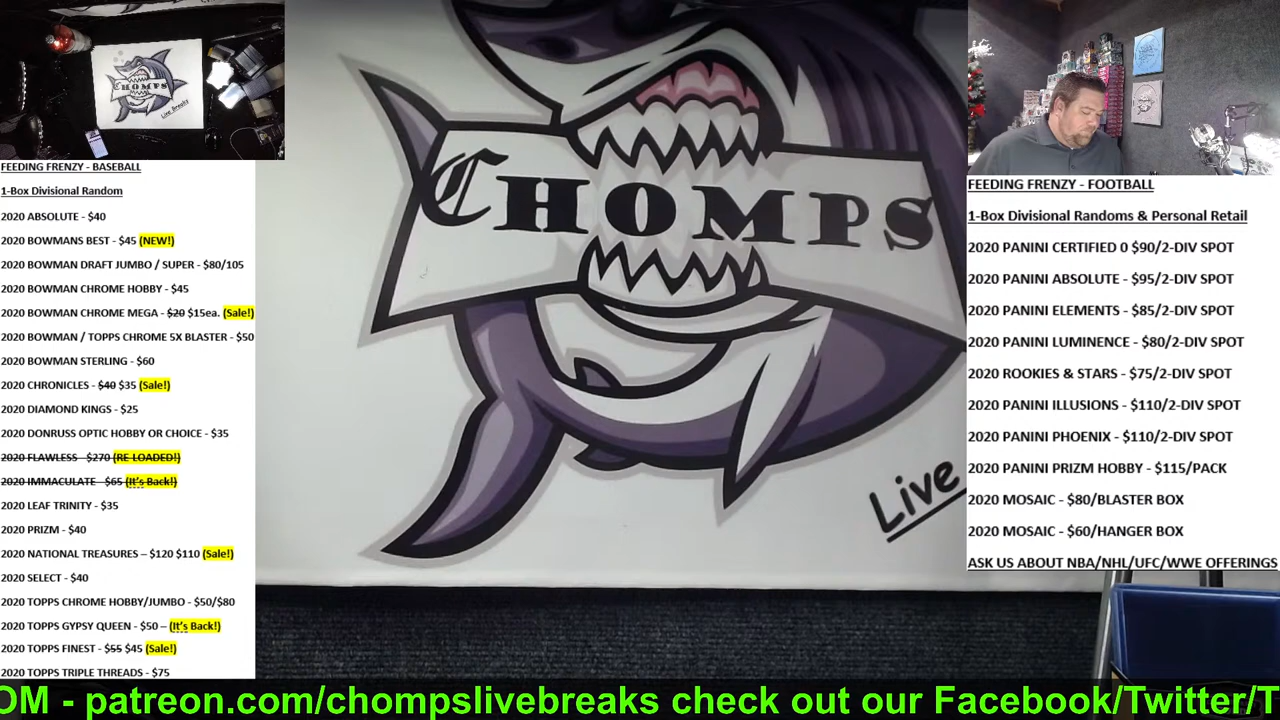 CHOMPS
Live Breaks
FEEDING FRENZY - BASEBALL
1-Box Divisional Random
2020 ABSOLUTE - $40
2020 BOWMANS BEST - $45 (NEW!)
2020 BOWMAN DRAFT JUMBO / SUPER - $80/105
2020 BOWMAN CHROME HOBBY - $45
2020 BOWMAN CHROME MEGA - $20 $15ea. (Sale!)
2020 BOWMAN / TOPPS CHROME 5X BLASTER - $50
2020 BOWMAN STERLING - $60
2020 CHRONICLES - $40 $35 (Sale!)
2020 DIAMOND KINGS - $25
2020 DONRUSS OPTIC HOBBY OR CHOICE - $35
2020 FLAWLESS - $270 (RE LOADED!)
2020 IMMACULATE - $65 (It's Back!)
2020 LEAF TRINITY - $35
2020 PRIZM - $40
2020 NATIONAL TREASURES – $120 $110 (Sale!)
2020 SELECT - $40
2020 TOPPS CHROME HOBBY/JUMBO - $50/$80
2020 TOPPS GYPSY QUEEN - $50 – (It's Back!)
2020 TOPPS FINEST - $55 $45 (Sale!)
2020 TOPPS TRIPLE THREADS - $75
CHOMPS
Live
FEEDING FRENZY - FOOTBALL
1-Box Divisional Randoms & Personal Retail
2020 PANINI CERTIFIED 0 $90/2-DIV SPOT
2020 PANINI ABSOLUTE - $95/2-DIV SPOT
2020 PANINI ELEMENTS - $85/2-DIV SPOT
2020 PANINI LUMINENCE - $80/2-DIV SPOT
2020 ROOKIES & STARS - $75/2-DIV SPOT
2020 PANINI ILLUSIONS - $110/2-DIV SPOT
2020 PANINI PHOENIX - $110/2-DIV SPOT
2020 PANINI PRIZM HOBBY - $115/PACK
2020 MOSAIC - $80/BLASTER BOX
2020 MOSAIC - $60/HANGER BOX
ASK US ABOUT NBA/NHL/UFC/WWE OFFERINGS
OM - patreon.com/chompslivebreaks check out our Facebook/Twitter/T